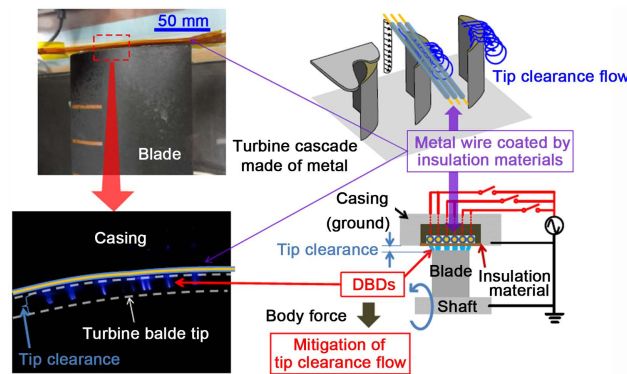 50 mm
Blade
Tip clearance flow
Turbine cascade
made of metal
Metal wire coated by
insulation materials
Casing
(ground)
Tip clearance
Blade
Insulation
material
Shaft
DBDs
Body force
Mitigation of
tip clearance flow
Casing
Turbine balde tip
Tip clearance